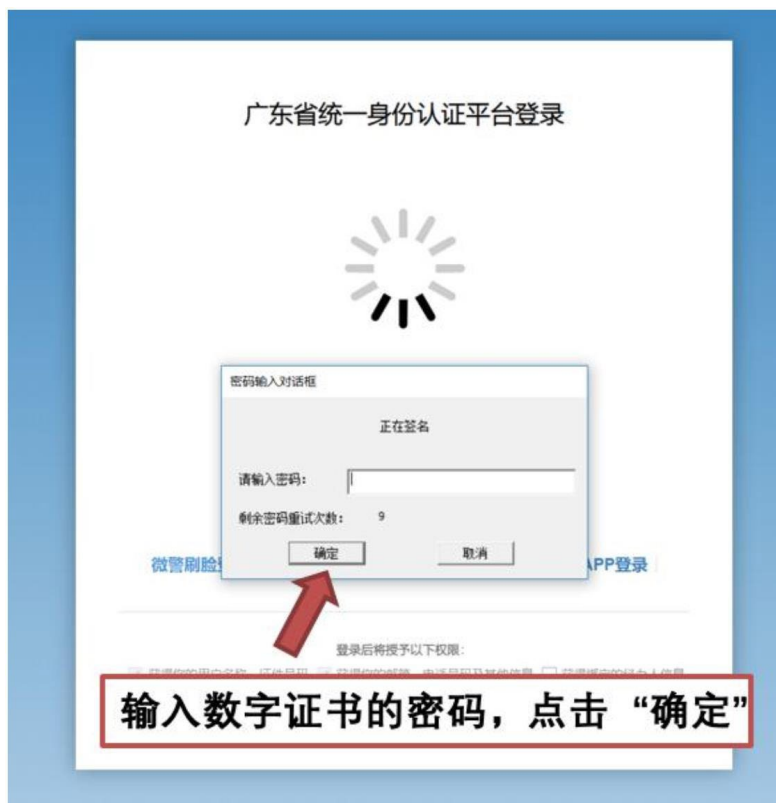 广东省统一身份认证平台登录
密码输入对话框
正在签名
请输入密码：
剩余密码重试次数： 9
确定 取消
微警刷脸 APP登录
登录后将授予以下权限:
输入数字证书的密码，点击“确定”